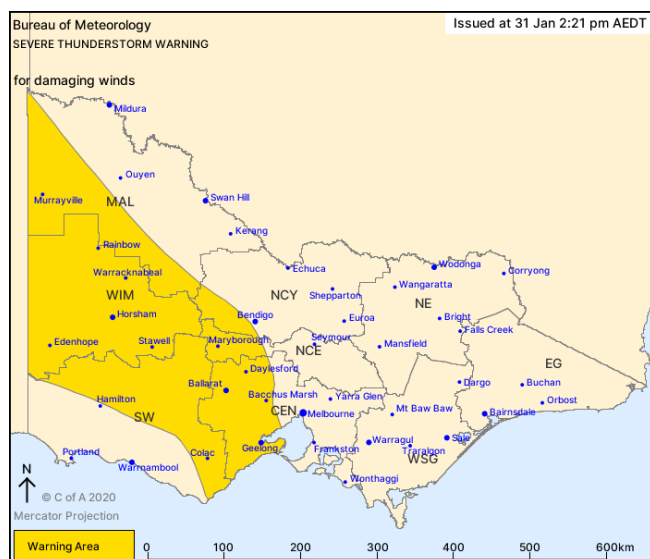 Bureau of Meteorology
SEVERE THUNDERSTORM WARNING
for damaging winds
Issued at 31 Jan 2:21 pm AEDT
Mildura
Ouyen
Murrayville
MAL
Swan Hill
Kerang
Rainbow
Warracknabeal
WIM
Horsham
Echuca
NCY
Shepparton
Wodonga
Corryong
Wangaratta
NE
Bendigo
Euroa
Bright
Falls Creek
Edenhope
Stawell
Maryborough
Seymour
NCE
Mansfield
EG
Daylesford
Ballarat
Bacchus Marsh
Yarra Glen
Dargo
Buchan
Orbost
Hamilton
SW
CEN
Melbourne
Mt Baw Baw
Bairnsdale
Portland
Warrnambool
Colac
Geelong
Frankston
Warragul
Sale
Traralgon
WSG
Wonthaggi
N
© C of A 2020
Mercator Projection
Warning Area
0 100 200 300 400 500 600km